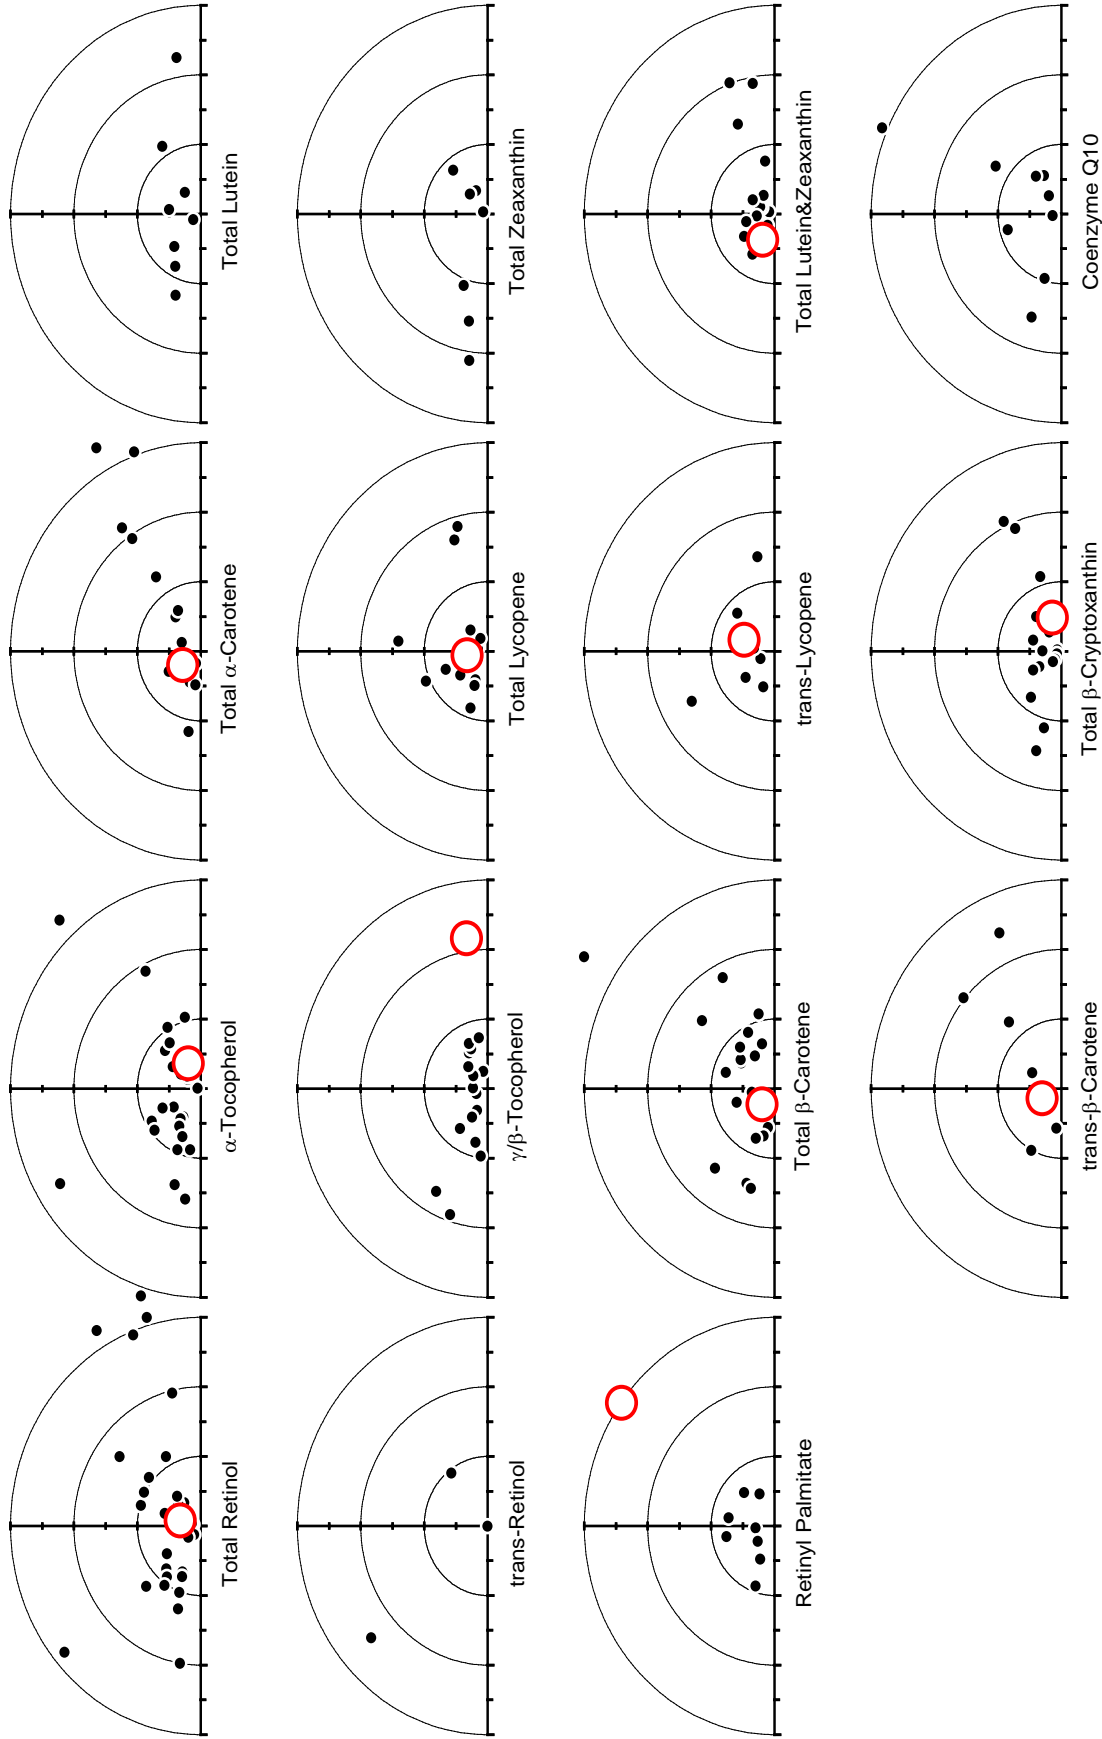 Total Retinol
α-Tocopherol
Total α-Carotene
Total Lutein
trans-Retinol
γ/β-Tocopherol
Total Lycopene
Total Zeaxanthin
Retinyl Palmitate
Total β-Carotene
trans-Lycopene
Total Lutein&Zeaxanthin
trans-β-Carotene
Total β-Cryptoxanthin
Coenzyme Q10